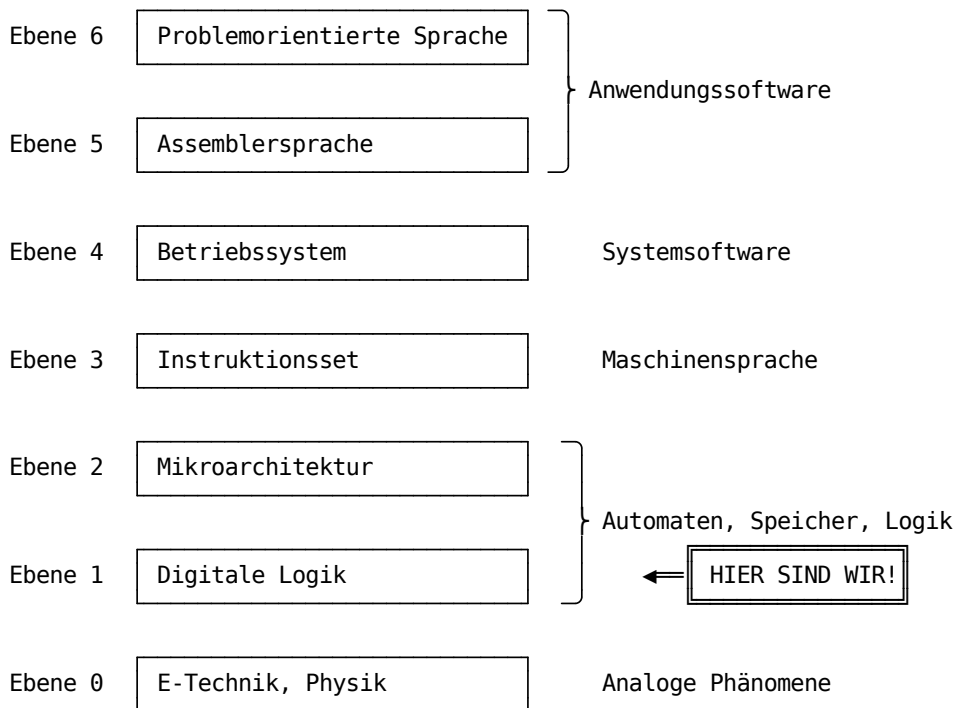 Ebene 6 Problemorientierte Sprache
Anwendungssoftware
Ebene 5 Assemblersprache
Ebene 4 Betriebssystem Systemsoftware
Ebene 3 Instruktionsset Maschinensprache
Ebene 2 Mikroarchitektur
Automaten, Speicher, Logik
Ebene 1 Digitale Logik HIER SIND WIR!
Ebene 0 E-Technik, Physik Analoge Phänomene